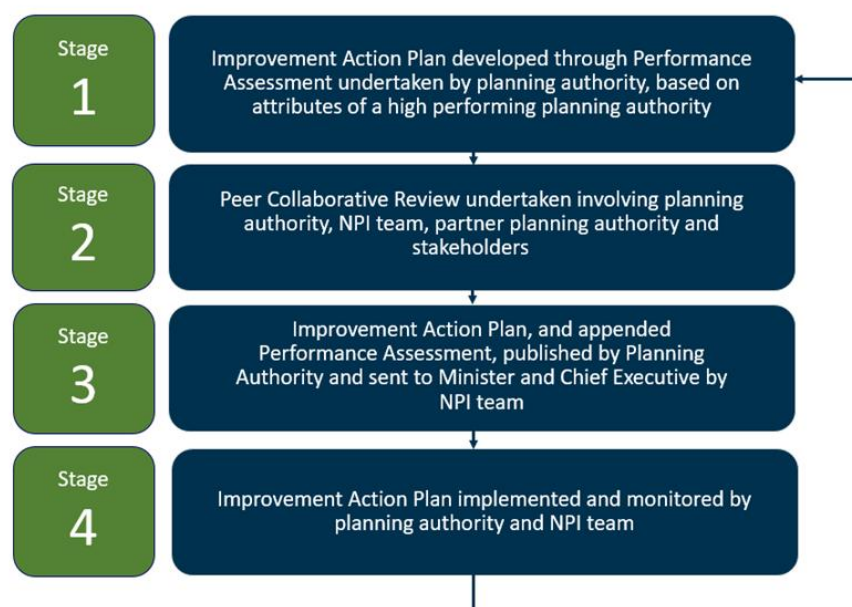 Stage
1
Improvement Action Plan developed through Performance
Assessment undertaken by planning authority, based on
attributes of a high performing planning authority
Stage
2
Peer Collaborative Review undertaken involving planning
authority, NPI team, partner planning authority and
stakeholders
Stage
3
Improvement Action Plan, and appended
Performance Assessment, published by Planning
Authority and sent to Minister and Chief Executive by
NPI team
Stage
4
Improvement Action Plan implemented and monitored by
planning authority and NPI team